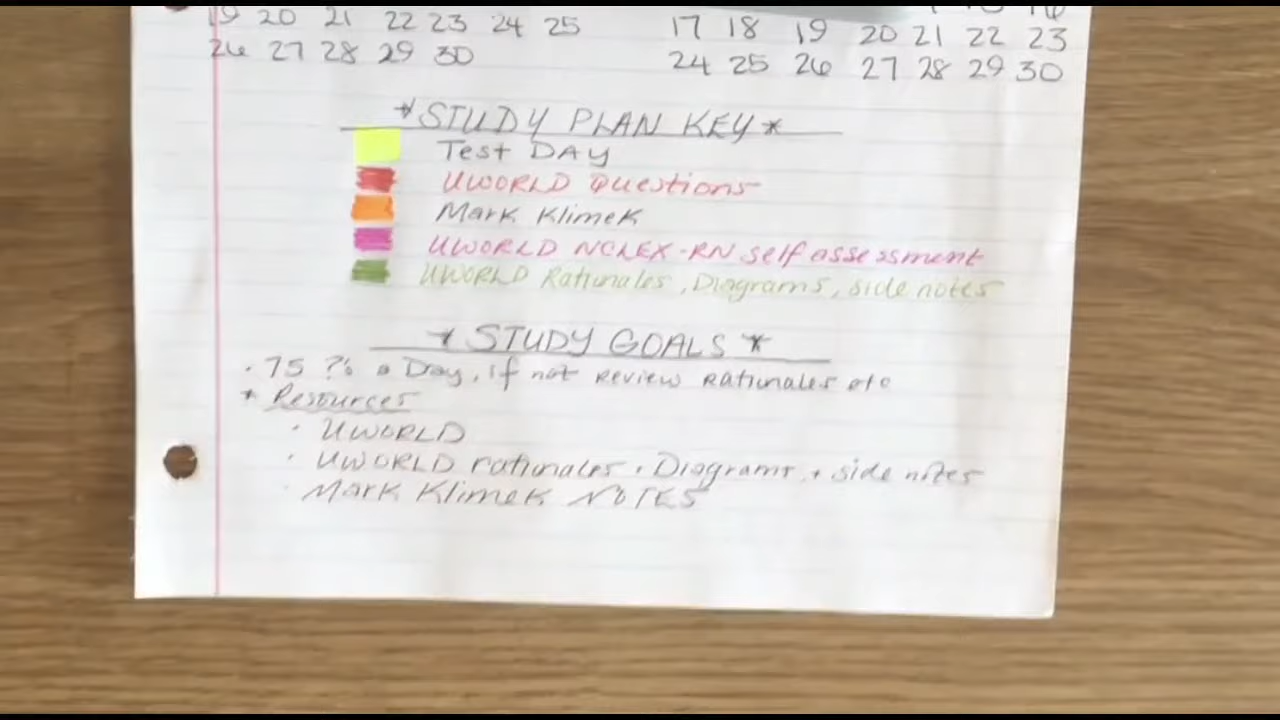 19 20 21 22 23 24 25
26 27 28 29 30
17 18 19 20 21 22 23
24 25 26 27 28 29 30
*STUDY PLAN KEY*
Test DAY
UWORLD Questions
Mark Klimek
UWORLD NCLEX-RN self assessment
UWORLD Rationales, Diagrams, side notes
* STUDY GOALS *
· 75 ?'s a Day, if not review rationales etc
* Resources
· UWORLD
· UWORLD rationales, Diagrams, + side notes
· Mark Klimek NOTES